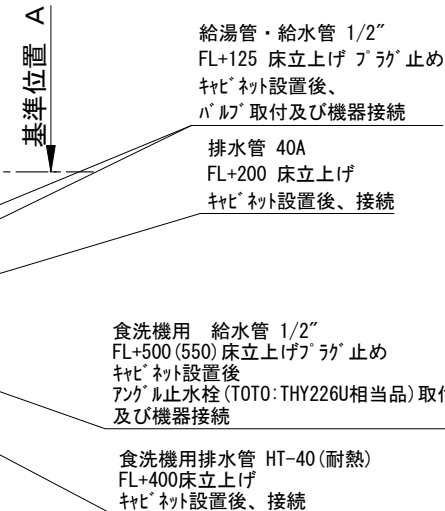 基準位置 A
給湯管・給水管 1/2″
FL+125 床立上げ ﾌﾟﾗｸﾞ止め
ｷｬﾋﾞﾈｯﾄ設置後、
ﾊﾞﾙﾌﾞ取付及び機器接続
排水管 40A
FL+200 床立上げ
ｷｬﾋﾞﾈｯﾄ設置後、接続
食洗機用　給水管 1/2″
FL+500(550)床立上げﾌﾟﾗｸﾞ止め
ｷｬﾋﾞﾈｯﾄ設置後
ｱﾝｸﾞﾙ止水栓(TOTO:THY226U相当品)取付
及び機器接続
食洗機用排水管 HT-40(耐熱)
FL+400床立上げ
ｷｬﾋﾞﾈｯﾄ設置後、接続